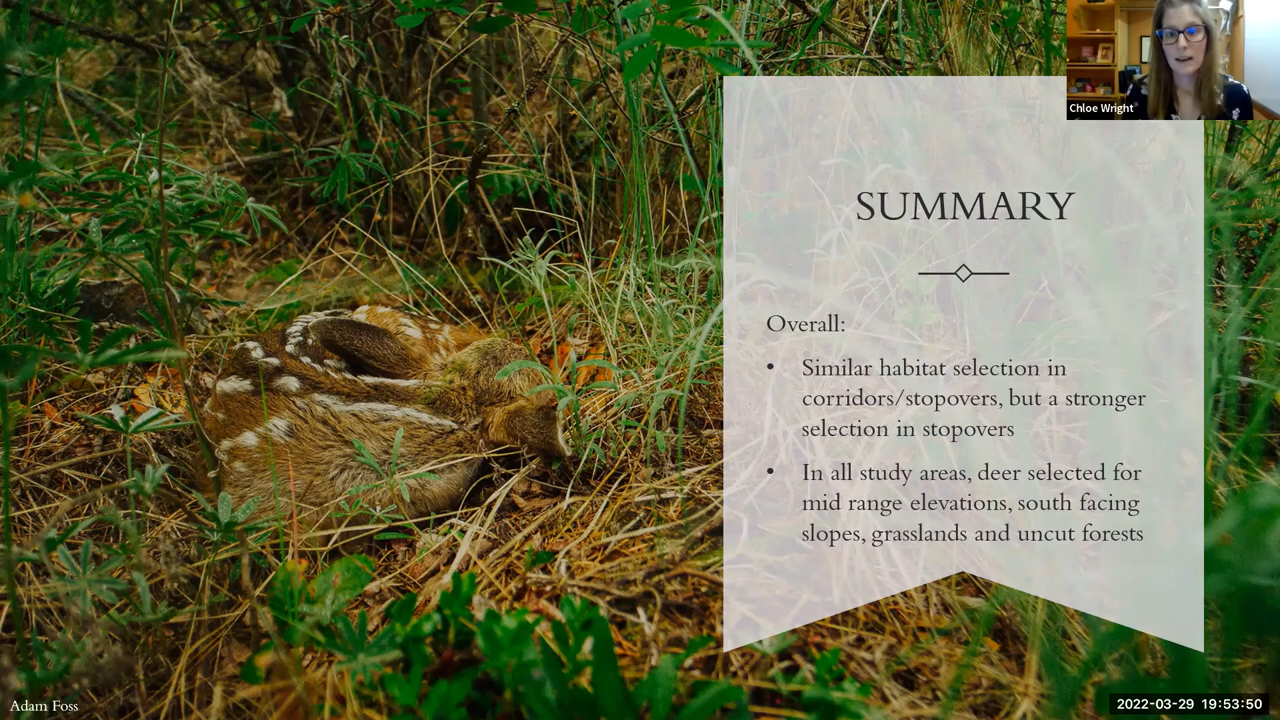 Chloe Wright
SUMMARY
Overall:
• Similar habitat selection in
corridors/stopovers, but a stronger
selection in stopovers
• In all study areas, deer selected for
mid range elevations, south facing
slopes, grasslands and uncut forests
Adam Foss
2022-03-29 19:53:50